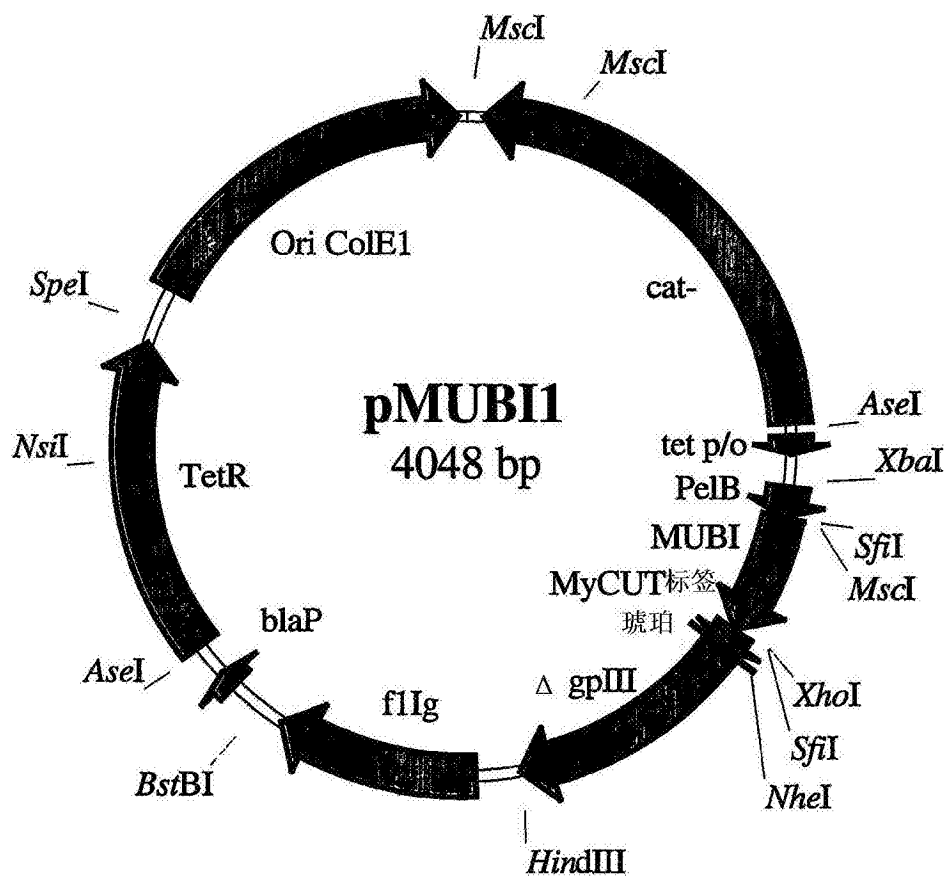 MscI
MscI
Ori ColE1
cat-
SpeI
pMUBI1
4048 bp
AseI
tet p/o
XbaI
NsiI
TetR
PelB
MUBI
SfiI
MscI
MyCUT标签
琥珀
blaP
AseI
Δ gpIII
f1Ig
XhoI
SfiI
BstBI
NheI
HindIII